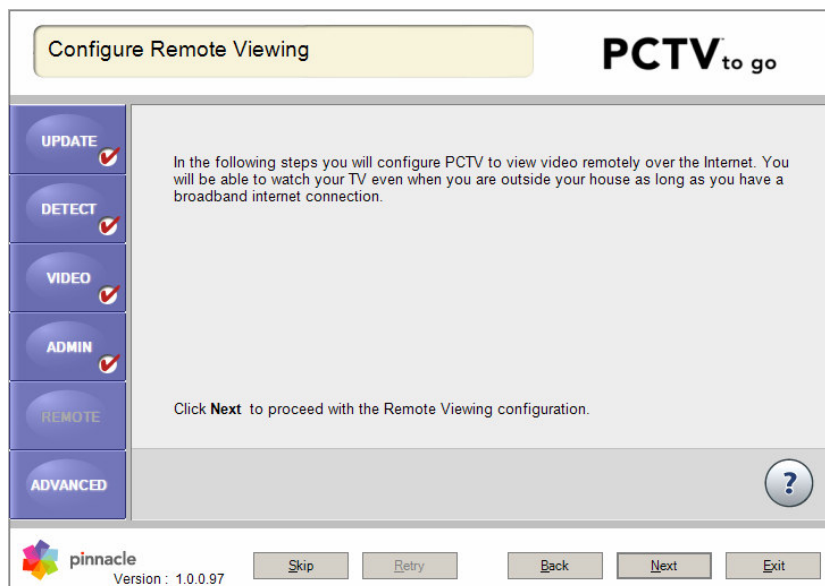 Configure Remote Viewing
PCTV to go
UPDATE
DETECT
VIDEO
ADMIN
REMOTE
ADVANCED
In the following steps you will configure PCTV to view video remotely over the Internet. You
will be able to watch your TV even when you are outside your house as long as you have a
broadband internet connection.
Click Next to proceed with the Remote Viewing configuration.
?
pinnacle
Version : 1.0.0.97
Skip
Retry
Back
Next
Exit